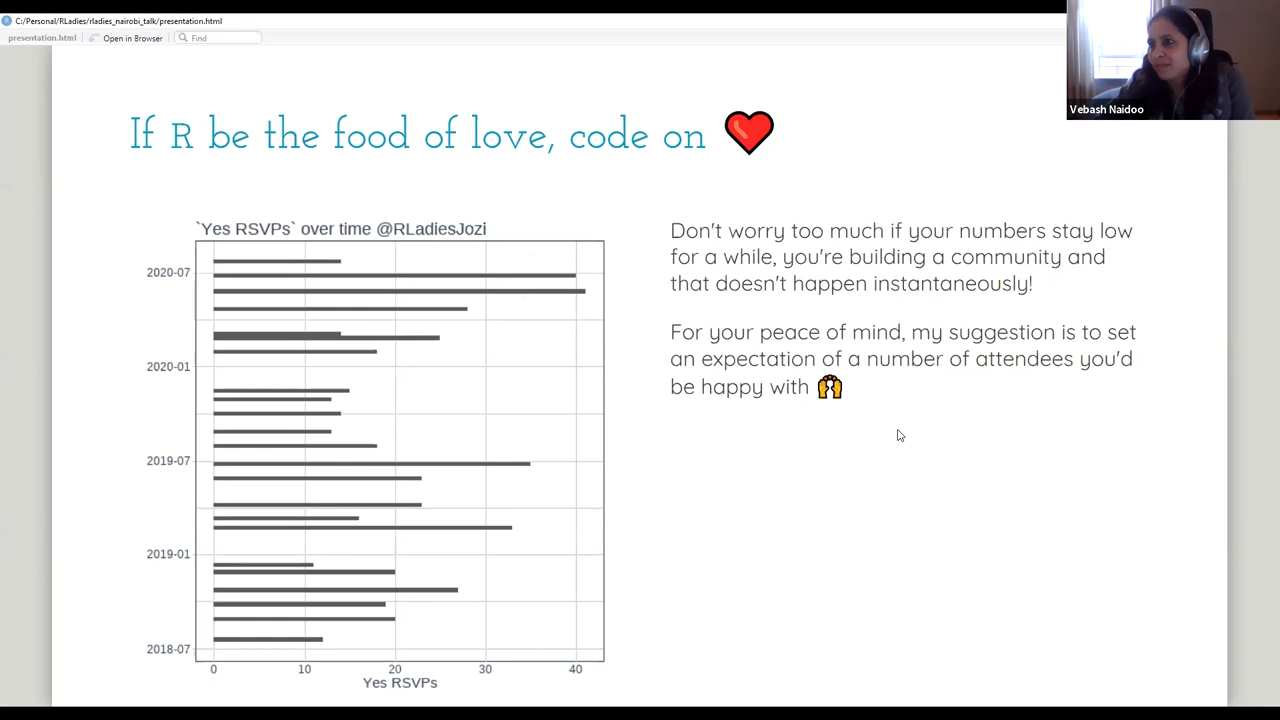 C:/Personal/RLadies/rladies_nairobi_talk/presentation.html
presentation.html
Open in Browser
Find
Vebash Naidoo
If R be the food of love, code on ❤️
`Yes RSVPs` over time @RLadiesJozi
2020-07
2020-01
2019-07
2019-01
2018-07
0 10 20 30 40
Yes RSVPs
Don't worry too much if your numbers stay low
for a while, you're building a community and
that doesn't happen instantaneously!
For your peace of mind, my suggestion is to set
an expectation of a number of attendees you'd
be happy with 🙌